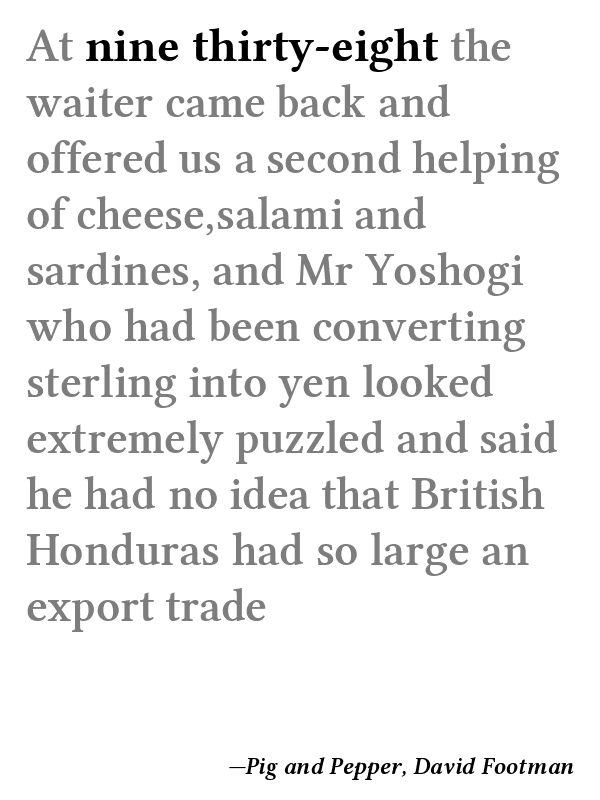 At nine thirty-eight the
waiter came back and
offered us a second helping
of cheese,salami and
sardines, and Mr Yoshogi
who had been converting
sterling into yen looked
extremely puzzled and said
he had no idea that British
Honduras had so large an
export trade
—Pig and Pepper, David Footman